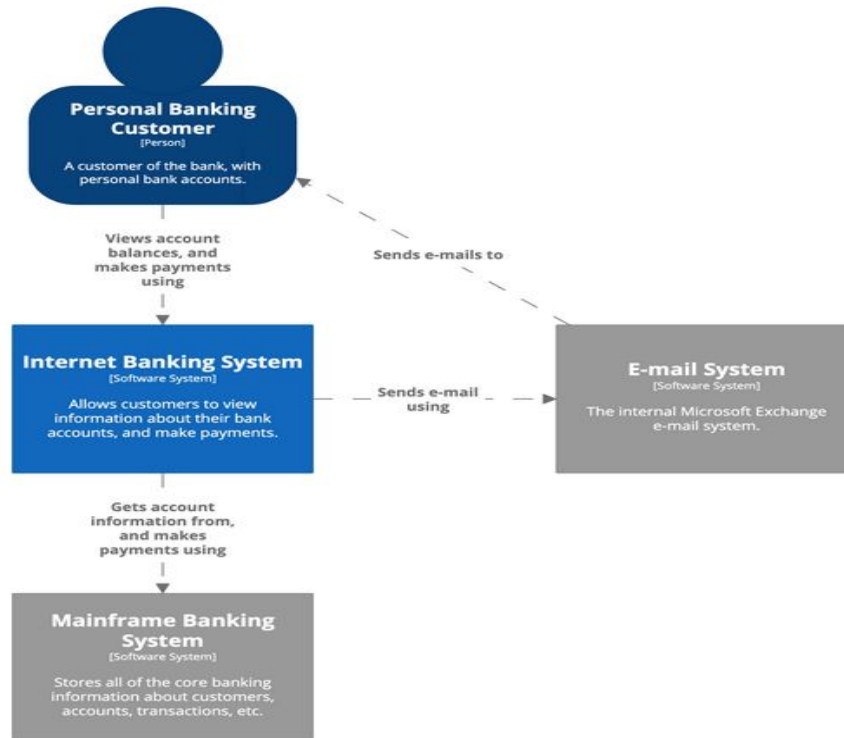 Personal Banking
Customer
[Person]
A customer of the bank, with
personal bank accounts.
Views account
balances, and
makes payments
using
Sends e-mails to
Internet Banking System
[Software System]
Allows customers to view
information about their bank
accounts, and make payments.
Sends e-mail
using
E-mail System
[Software System]
The internal Microsoft Exchange
e-mail system.
Gets account
information from,
and makes
payments using
Mainframe Banking
System
[Software System]
Stores all of the core banking
information about customers,
accounts, transactions, etc.